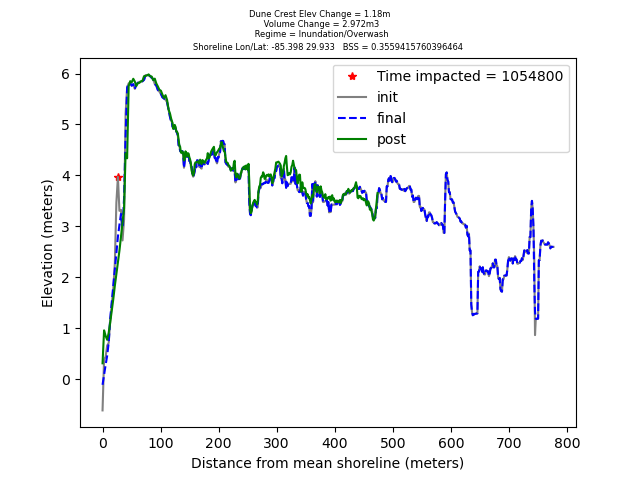 Dune Crest Elev Change = 1.18m
Volume Change = 2.972m3
Regime = Inundation/Overwash
Shoreline Lon/Lat: -85.398 29.933   BSS = 0.3559415760396464
Time impacted = 1054800
init
final
post
6
5
4
3
2
1
0
Elevation (meters)
0 100 200 300 400 500 600 700 800
Distance from mean shoreline (meters)